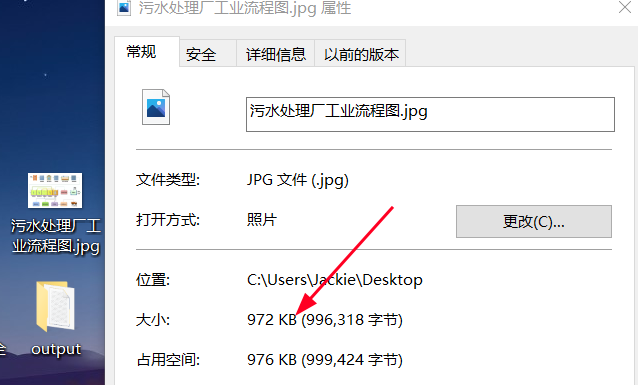 污水处理厂工业流程图.jpg 属性
常规
安全
详细信息
以前的版本
污水处理厂工业流程图.jpg
文件类型:
JPG 文件 (.jpg)
打开方式:
照片
更改(C)...
位置:
C:\Users\Jackie\Desktop
大小:
972 KB (996,318 字节)
占用空间:
976 KB (999,424 字节)
污水处理厂工
业流程图.jpg
output